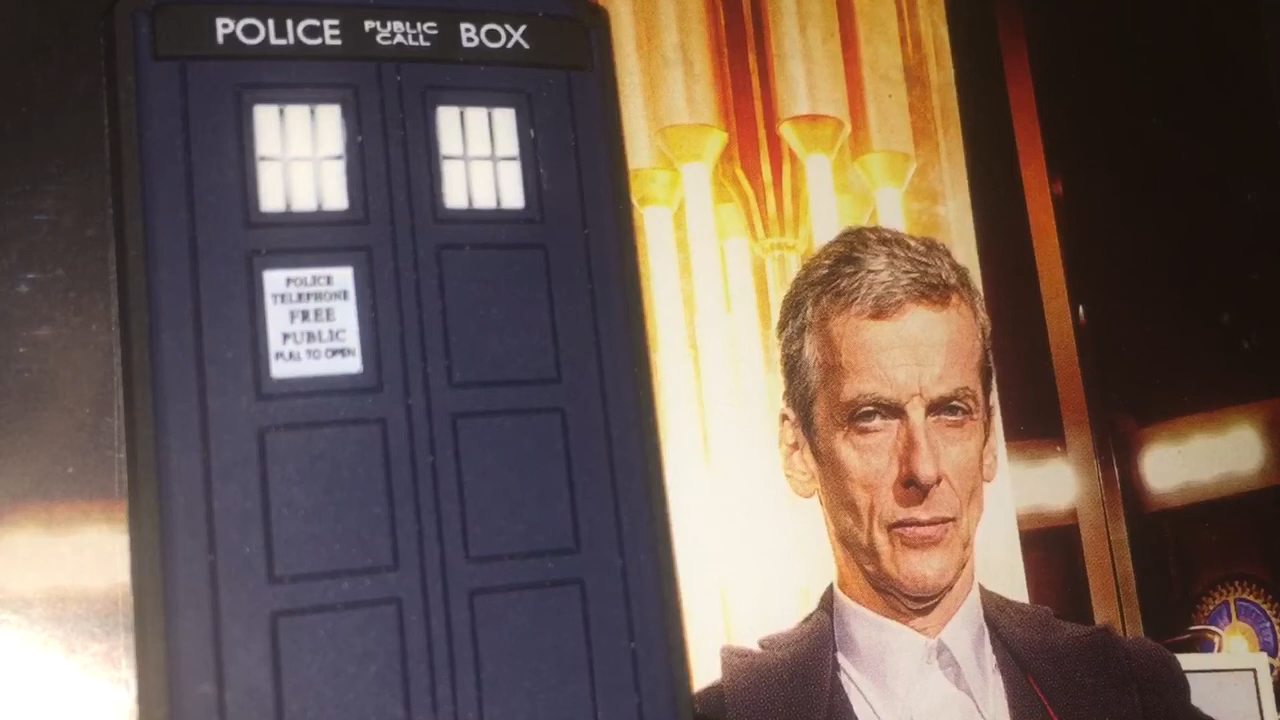 POLICE PUBLIC CALL BOX
POLICE
TELEPHONE
FREE
PUBLIC
PULL TO OPEN